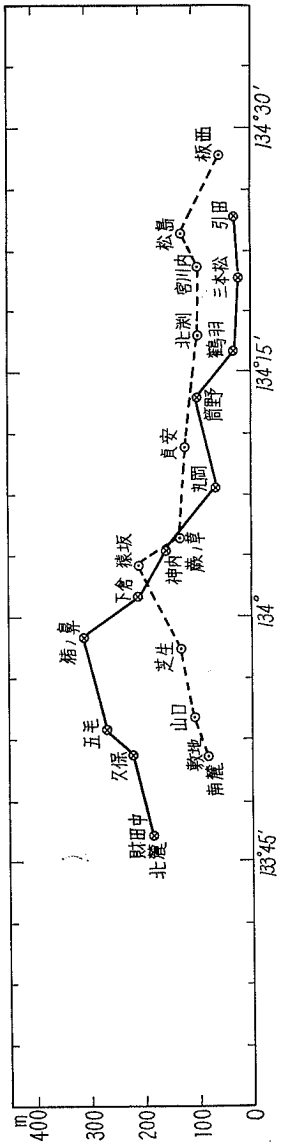 m
400
300
200
100
0
133°45′
134°
134°15′
134°30′
北麓
財田中
久保
五毛
猪ノ鼻
下倉
神内
丸岡
筒野
鶴羽
三本松
引田
南麓
敷地
山口
芝生
猿坂
蕨ノ草
貞安
北渕
宮川内
松島
板西